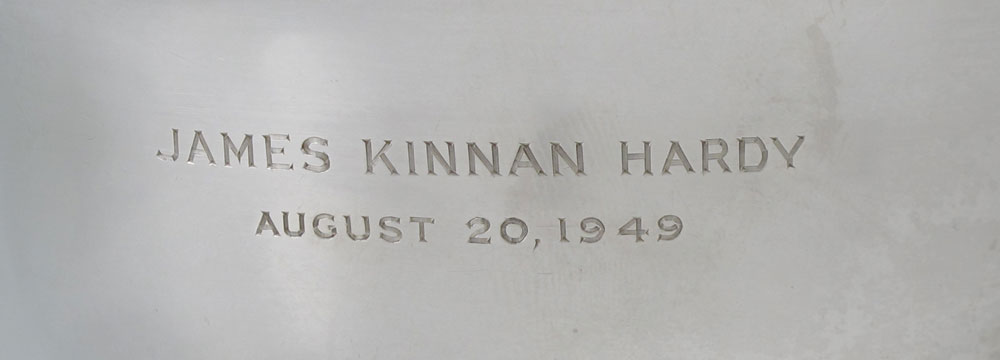 JAMES KINNAN HARDY
AUGUST 20, 1949